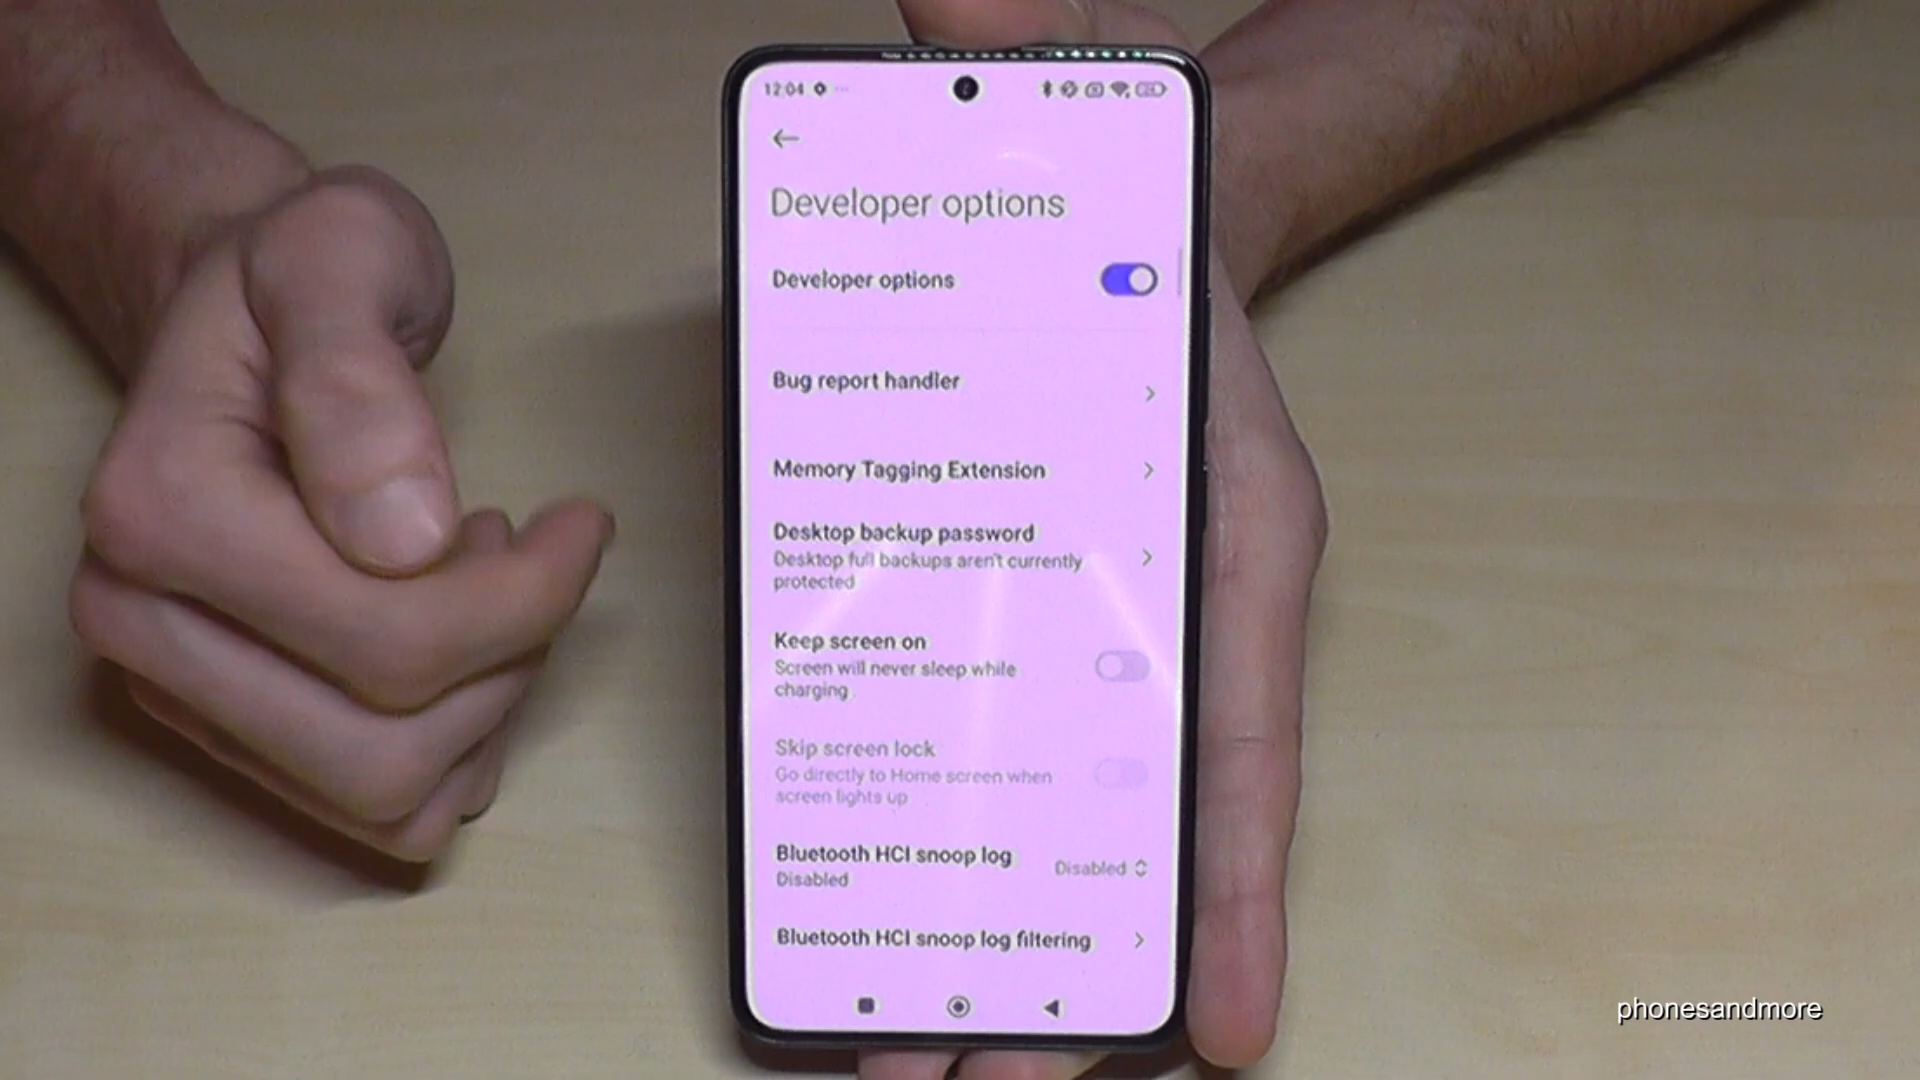 12:04
Developer options
Developer options
Bug report handler
Memory Tagging Extension
Desktop backup password
Desktop full backups aren't currently
protected
Keep screen on
Screen will never sleep while
charging
Skip screen lock
Go directly to Home screen when
screen lights up
Bluetooth HCI snoop log
Disabled
Disabled
Bluetooth HCI snoop log filtering
phonesandmore